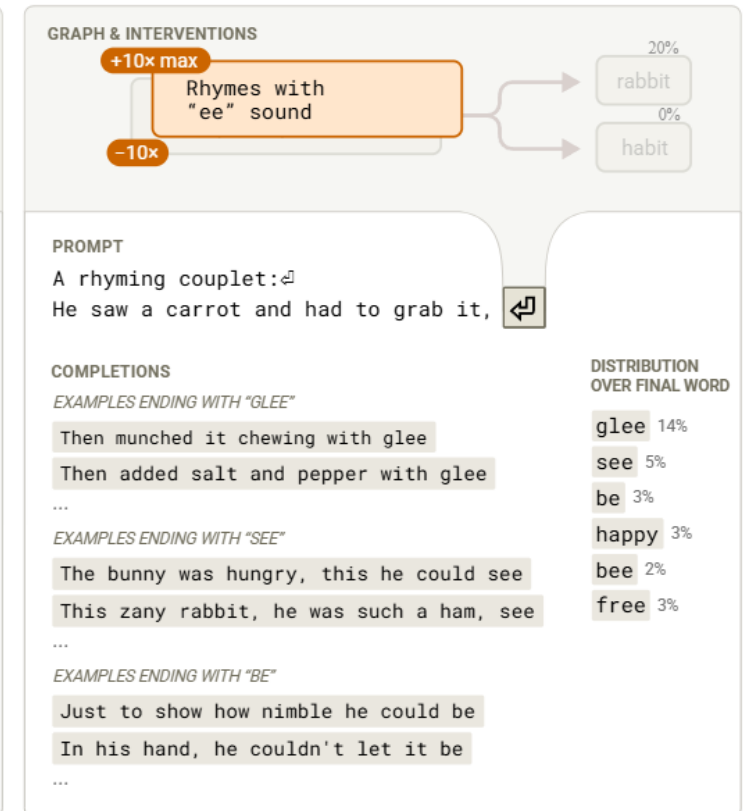 GRAPH & INTERVENTIONS
+10× max
Rhymes with
"ee" sound
−10×
20%
rabbit
0%
habit
PROMPT
A rhyming couplet:⏎
He saw a carrot and had to grab it, ⏎
COMPLETIONS
EXAMPLES ENDING WITH "GLEE"
Then munched it chewing with glee
Then added salt and pepper with glee
...
EXAMPLES ENDING WITH "SEE"
The bunny was hungry, this he could see
This zany rabbit, he was such a ham, see
...
EXAMPLES ENDING WITH "BE"
Just to show how nimble he could be
In his hand, he couldn't let it be
...
DISTRIBUTION
OVER FINAL WORD
glee 14%
see 5%
be 3%
happy 3%
bee 2%
free 3%